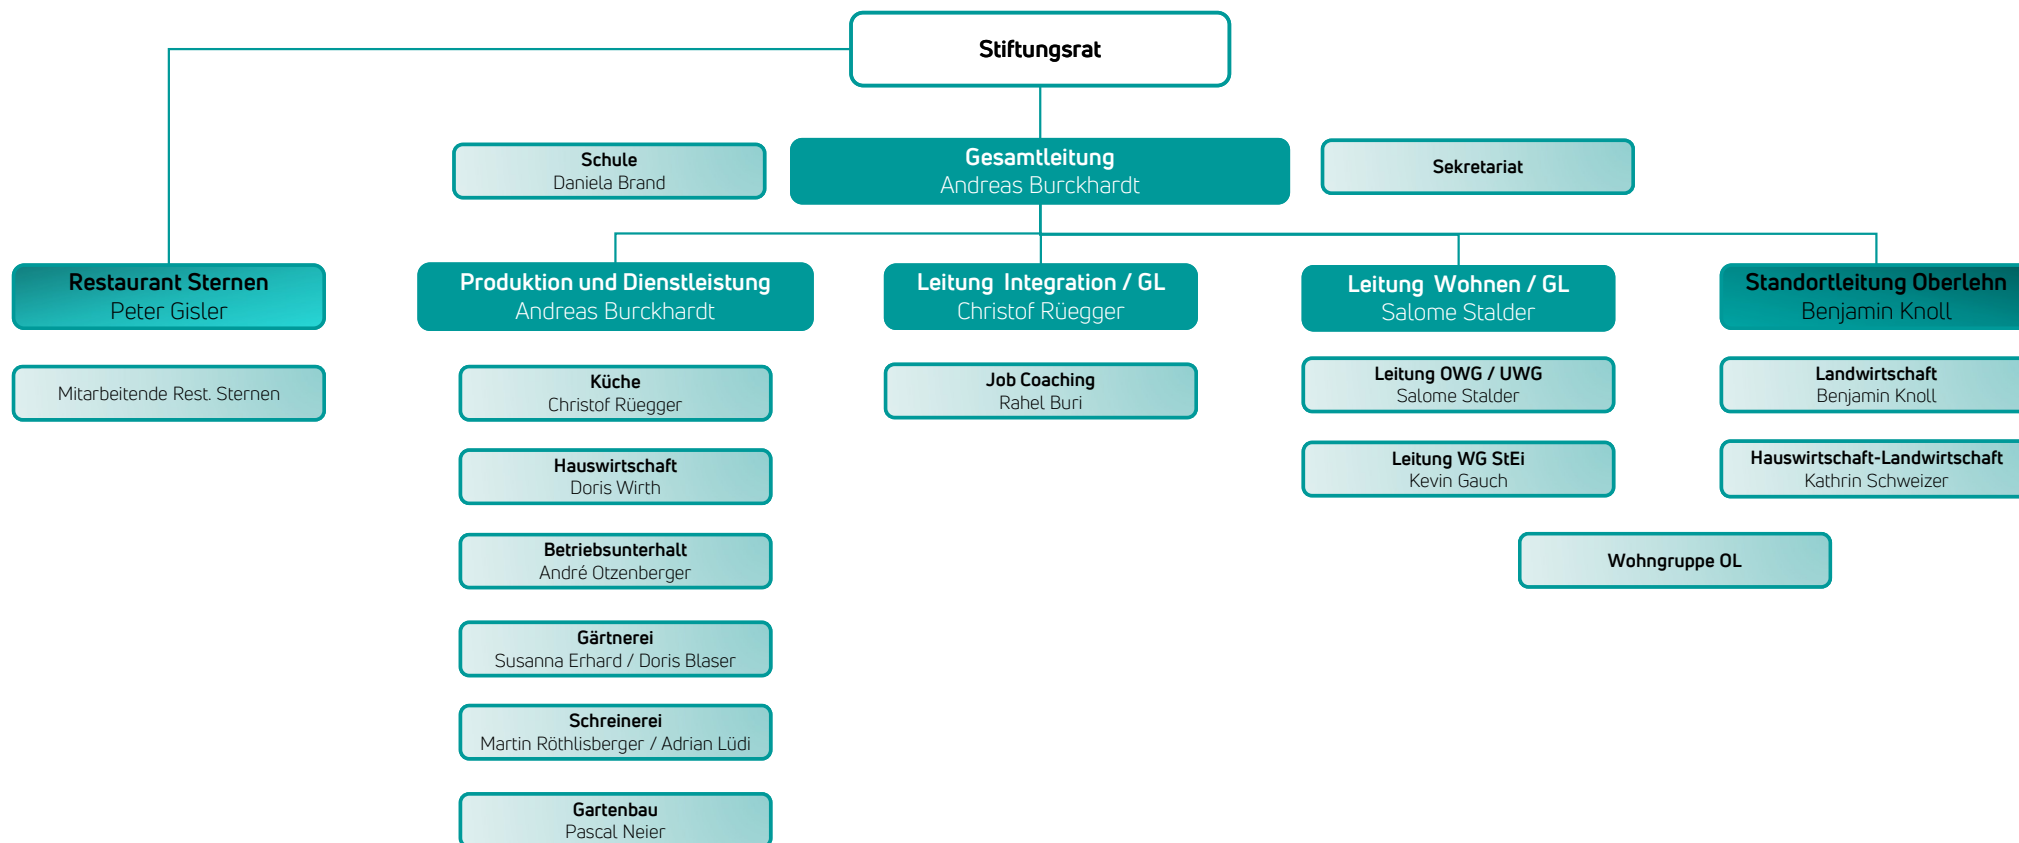 Stiftungsrat
Schule
Daniela Brand
Gesamtleitung
Andreas Burckhardt
Sekretariat
Restaurant Sternen
Peter Gisler
Mitarbeitende Rest. Sternen
Produktion und Dienstleistung
Andreas Burckhardt
Küche
Christof Rüegger
Hauswirtschaft
Doris Wirth
Betriebsunterhalt
André Otzenberger
Gärtnerei
Susanna Erhard / Doris Blaser
Schreinerei
Martin Röthlisberger / Adrian Lüdi
Gartenbau
Pascal Neier
Leitung Integration / GL
Christof Rüegger
Job Coaching
Rahel Buri
Leitung Wohnen / GL
Salome Stalder
Leitung OWG / UWG
Salome Stalder
Leitung WG StEi
Kevin Gauch
Standortleitung Oberlehn
Benjamin Knoll
Landwirtschaft
Benjamin Knoll
Hauswirtschaft-Landwirtschaft
Kathrin Schweizer
Wohngruppe OL